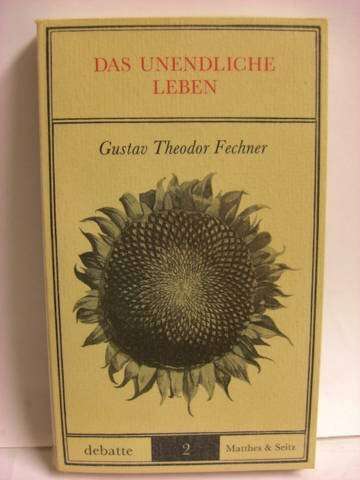 DAS UNENDLICHE
LEBEN
Gustav Theodor Fechner
debatte 2 Matthes & Seitz